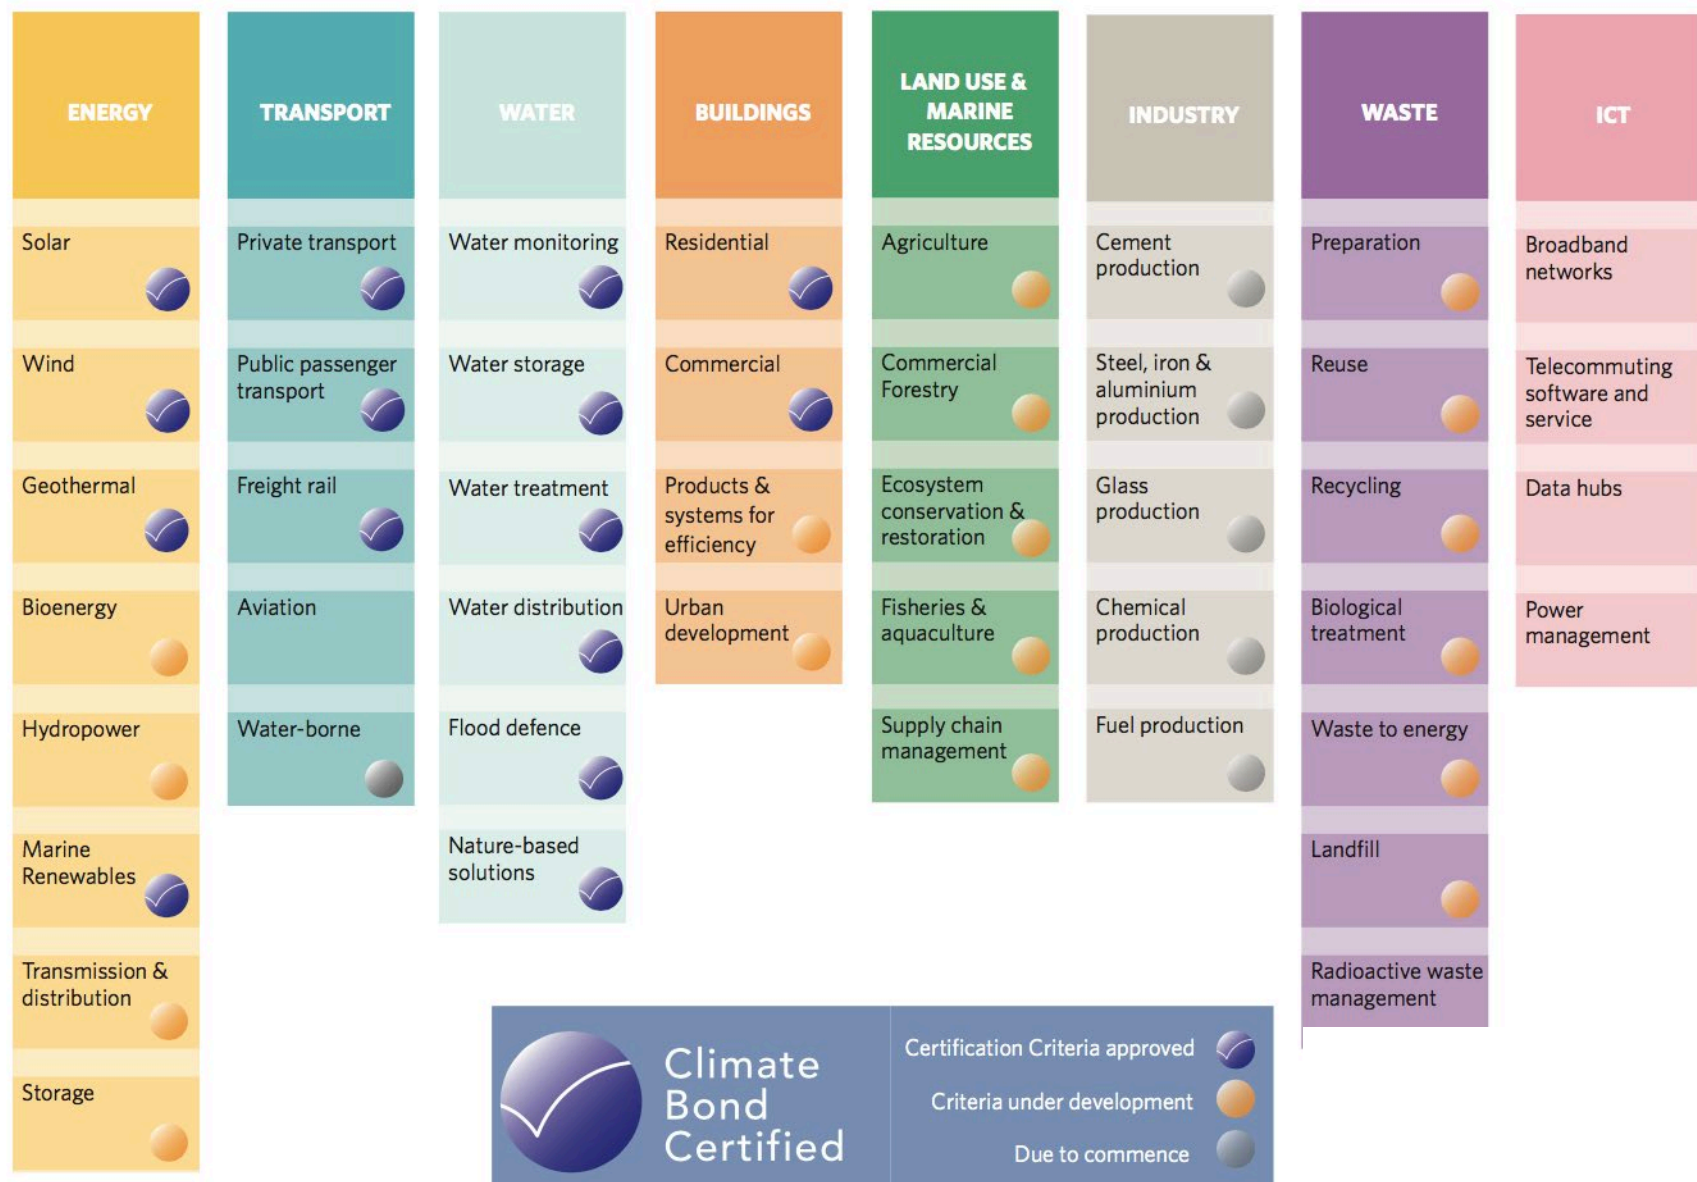 ENERGY
Solar
Wind
Geothermal
Bioenergy
Hydropower
Marine
Renewables
Transmission &
distribution
Storage
TRANSPORT
Private transport
Public passenger
transport
Freight rail
Aviation
Water-borne
WATER
Water monitoring
Water storage
Water treatment
Water distribution
Flood defence
Nature-based
solutions
BUILDINGS
Residential
Commercial
Products &
systems for
efficiency
Urban
development
LAND USE &
MARINE
RESOURCES
Agriculture
Commercial
Forestry
Ecosystem
conservation &
restoration
Fisheries &
aquaculture
Supply chain
management
INDUSTRY
Cement
production
Steel, iron &
aluminium
production
Glass
production
Chemical
production
Fuel production
WASTE
Preparation
Reuse
Recycling
Biological
treatment
Waste to energy
Landfill
Radioactive waste
management
ICT
Broadband
networks
Telecommuting
software and
service
Data hubs
Power
management
Climate
Bond
Certified
Certification Criteria approved
Criteria under development
Due to commence